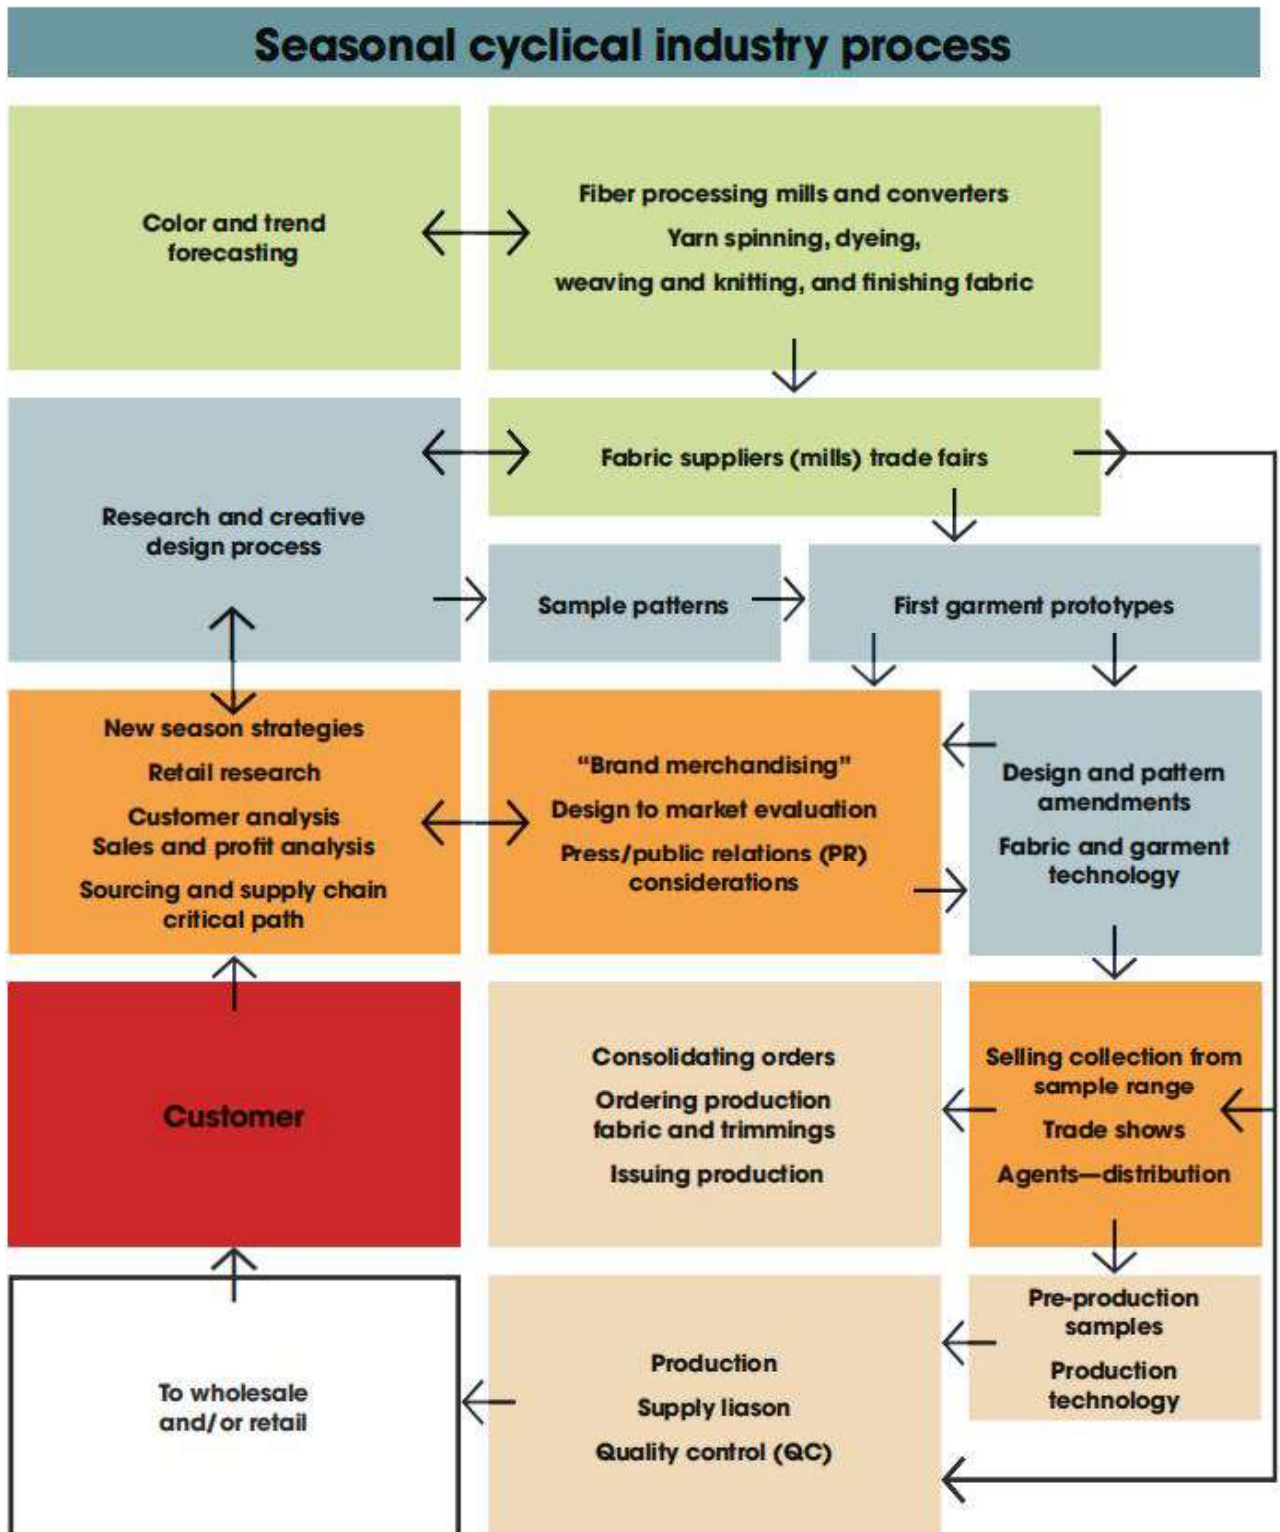 Seasonal cyclical industry process
Color and trend
forecasting
Fiber processing mills and converters
Yarn spinning, dyeing,
weaving and knitting, and finishing fabric
Fabric suppliers (mills) trade fairs
Research and creative
design process
Sample patterns
First garment prototypes
New season strategies
Retail research
Customer analysis
Sales and profit analysis
Sourcing and supply chain
critical path
“Brand merchandising”
Design to market evaluation
Press/public relations (PR)
considerations
Design and pattern
amendments
Fabric and garment
technology
Customer
Consolidating orders
Ordering production
fabric and trimmings
Issuing production
Selling collection from
sample range
Trade shows
Agents—distribution
To wholesale
and/or retail
Production
Supply liason
Quality control (QC)
Pre-production
samples
Production
technology